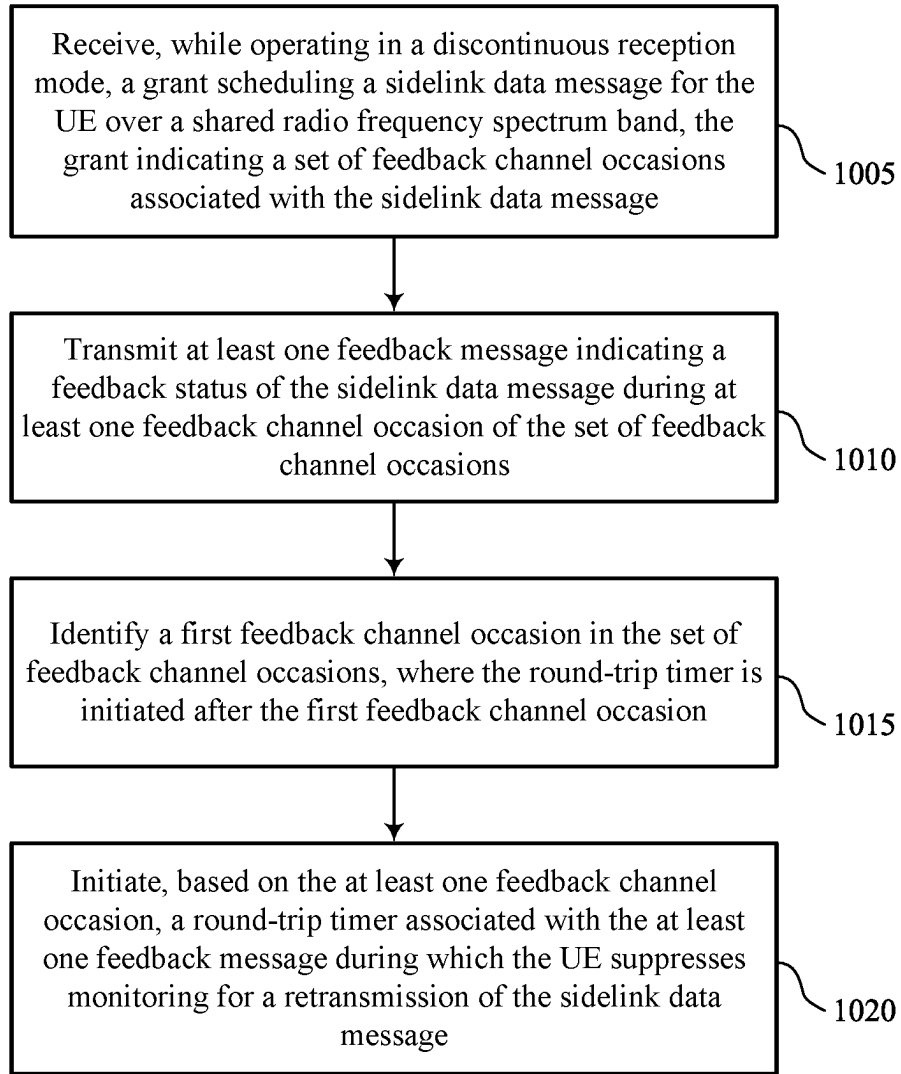 Receive, while operating in a discontinuous reception
mode, a grant scheduling a sidelink data message for the
UE over a shared radio frequency spectrum band, the
grant indicating a set of feedback channel occasions
associated with the sidelink data message
1005
Transmit at least one feedback message indicating a
feedback status of the sidelink data message during at
least one feedback channel occasion of the set of feedback
channel occasions
1010
Identify a first feedback channel occasion in the set of
feedback channel occasions, where the round-trip timer is
initiated after the first feedback channel occasion
1015
Initiate, based on the at least one feedback channel
occasion, a round-trip timer associated with the at least
one feedback message during which the UE suppresses
monitoring for a retransmission of the sidelink data
message
1020